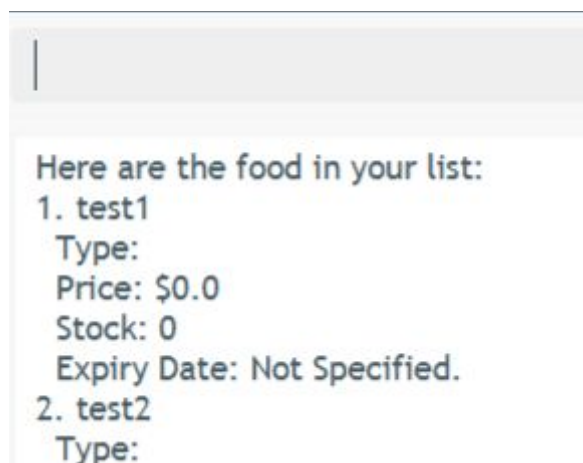 Here are the food in your list:
1. test1
Type:
Price: $0.0
Stock: 0
Expiry Date: Not Specified.
2. test2
Type: